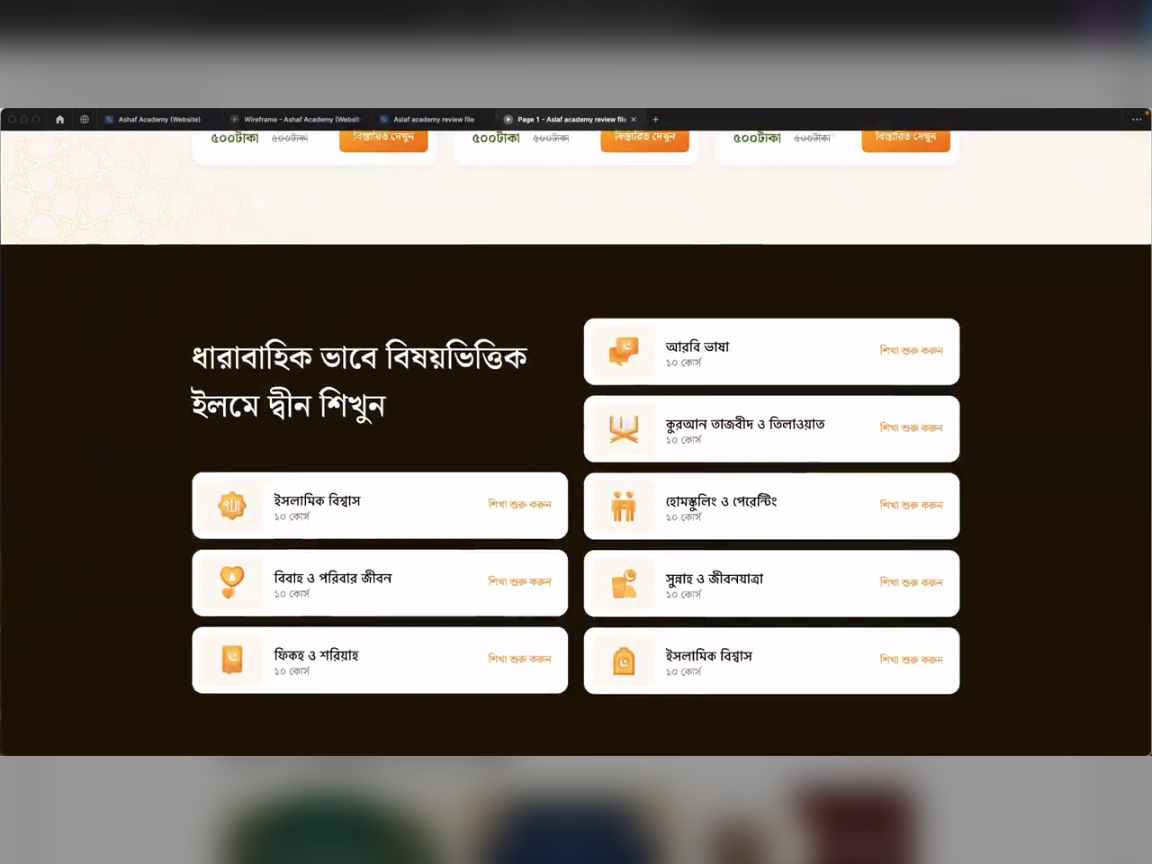 Ashaf Academy (Website)
Wireframe - Ashaf Academy (Websit
Aslaf academy review file
Page 1 - Aslaf academy review file
৫০০টাকা ৫০০টাকা বিস্তারিত দেখুন
৫০০টাকা ৫০০টাকা বিস্তারিত দেখুন
৫০০টাকা ৫০০টাকা বিস্তারিত দেখুন
ধারাবাহিক ভাবে বিষয়ভিত্তিক
ইলমে দ্বীন শিখুন
ইসলামিক বিশ্বাস
১০ কোর্স
শিখা শুরু করুন
বিবাহ ও পরিবার জীবন
১০ কোর্স
শিখা শুরু করুন
ফিকহ ও শরিয়াহ
১০ কোর্স
শিখা শুরু করুন
আরবি ভাষা
১০ কোর্স
শিখা শুরু করুন
কুরআন তাজবীদ ও তিলাওয়াত
১০ কোর্স
শিখা শুরু করুন
হোমস্কুলিং ও পেরেন্টিং
১০ কোর্স
শিখা শুরু করুন
সুন্নাহ ও জীবনযাত্রা
১০ কোর্স
শিখা শুরু করুন
ইসলামিক বিশ্বাস
১০ কোর্স
শিখা শুরু করুন